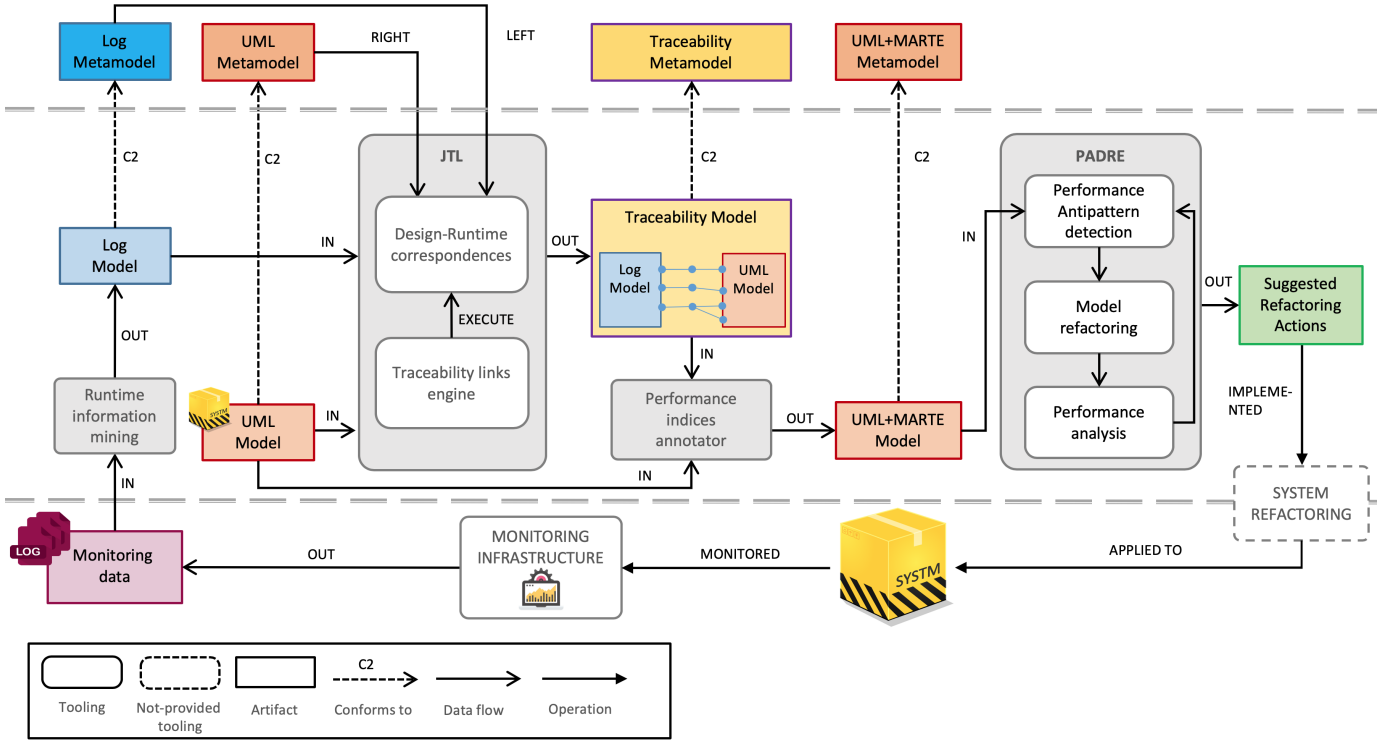 Log
Metamodel
UML
Metamodel
RIGHT
LEFT
Traceability
Metamodel
UML+MARTE
Metamodel
C2
C2
JTL
C2
C2
PADRE
Design-Runtime
correspondences
Traceability Model
Log
Model
UML
Model
Performance
Antipattern
detection
Log
Model
IN
OUT
IN
OUT
Suggested
Refactoring
Actions
Model
refactoring
OUT
EXECUTE
Traceability links
engine
IN
Runtime
information
mining
SYSTM
UML
Model
IN
Performance
indices
annotator
OUT
UML+MARTE
Model
Performance
analysis
IMPLEME-
NTED
IN
IN
SYSTEM
REFACTORING
LOG
Monitoring
data
OUT
MONITORING
INFRASTRUCTURE
MONITORED
SYSTM
APPLIED TO
C2
Tooling
Not-provided
tooling
Artifact
Conforms to
Data flow
Operation